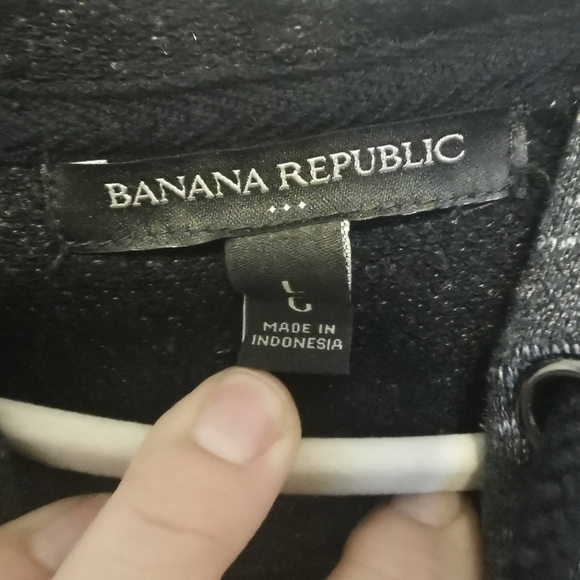 BANANA REPUBLIC
L
G
MADE IN
INDONESIA